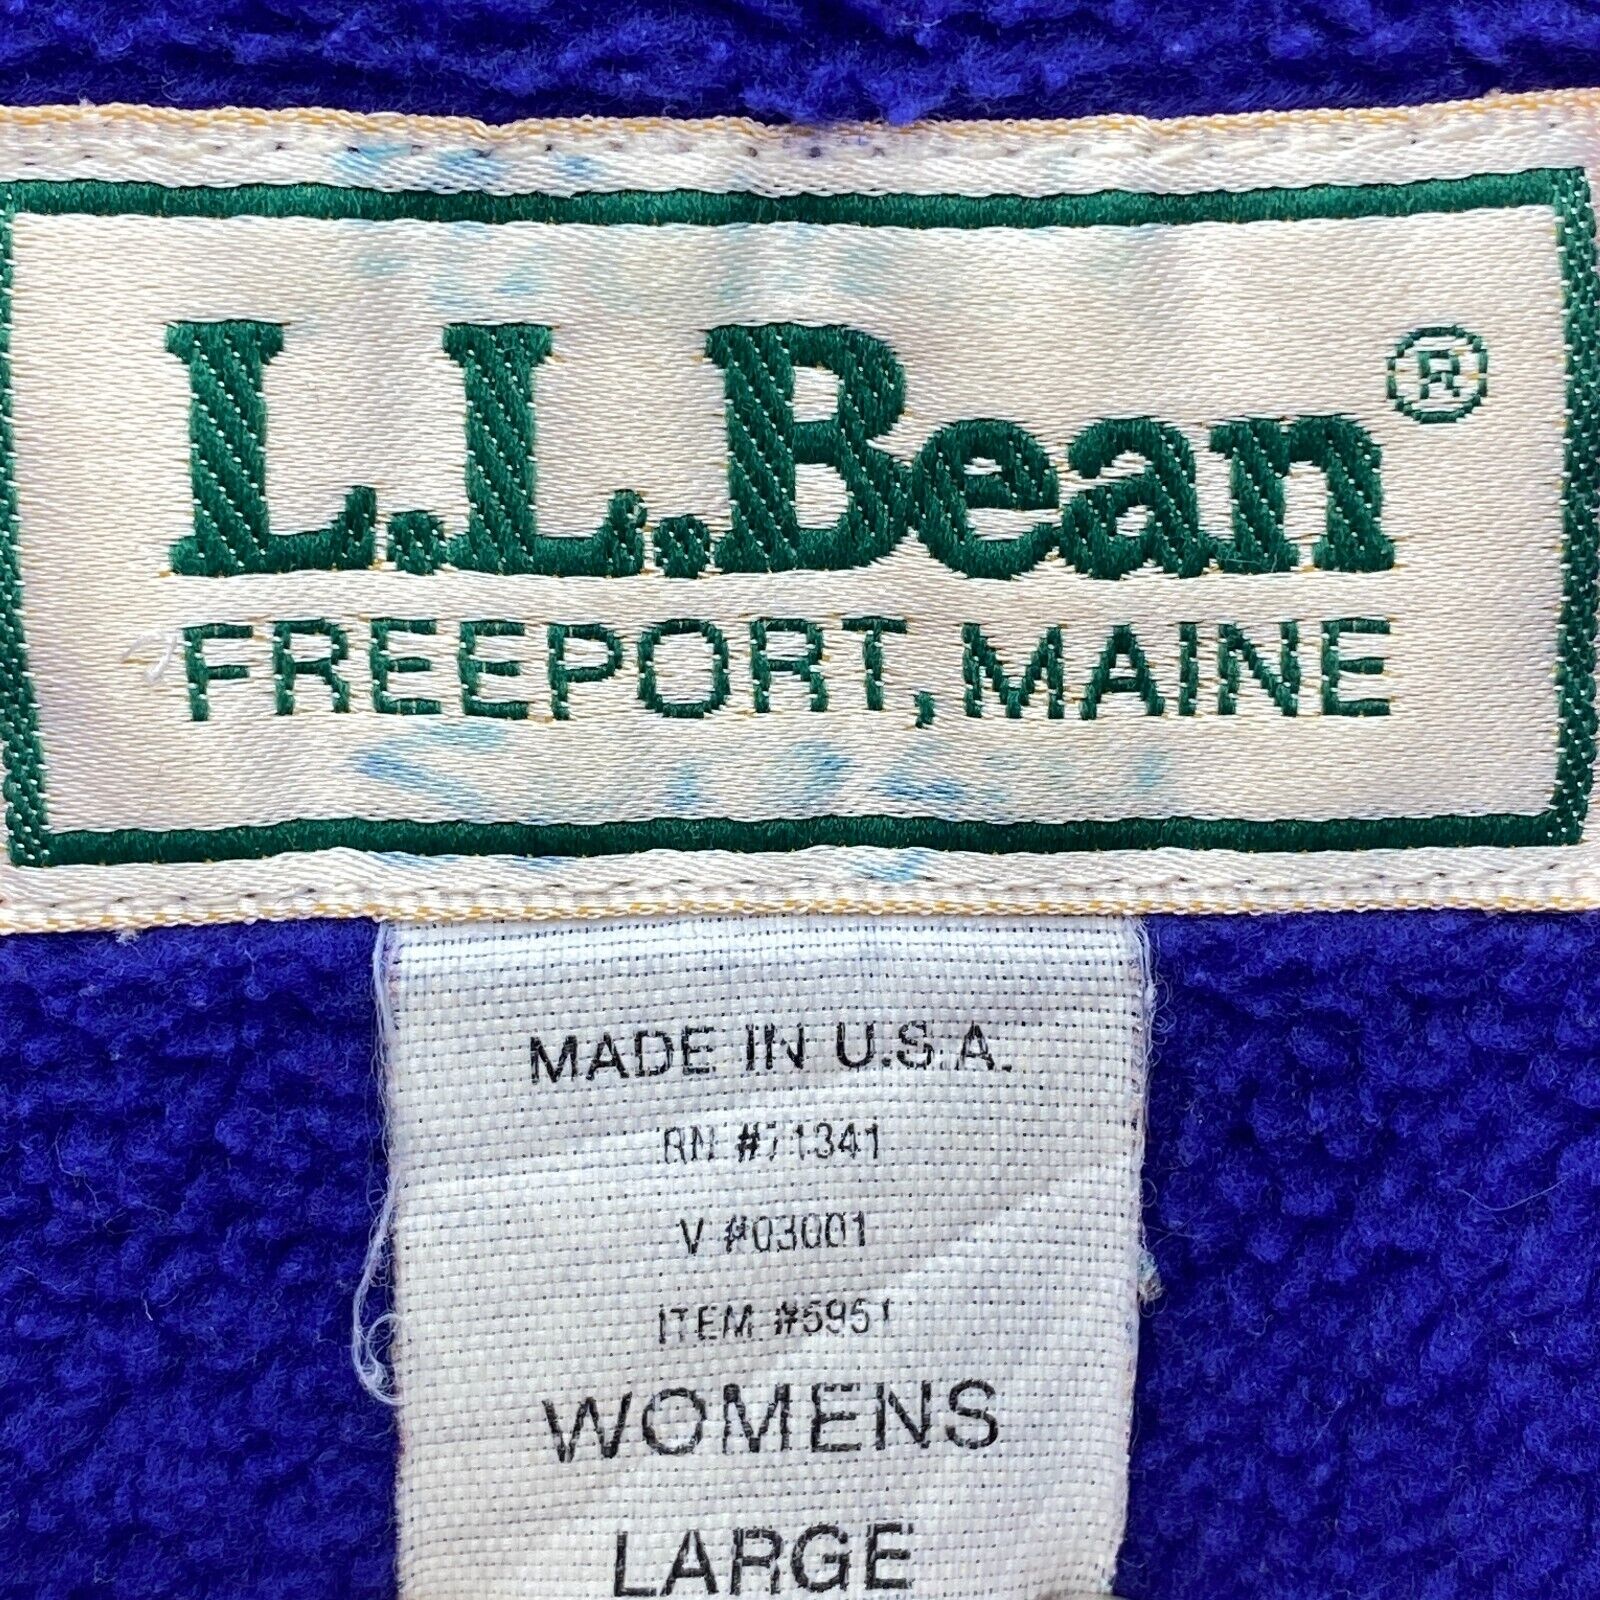 L.L.Bean®
FREEPORT, MAINE
MADE IN U.S.A.
RN #71341
V #03001
ITEM #5951
WOMENS
LARGE